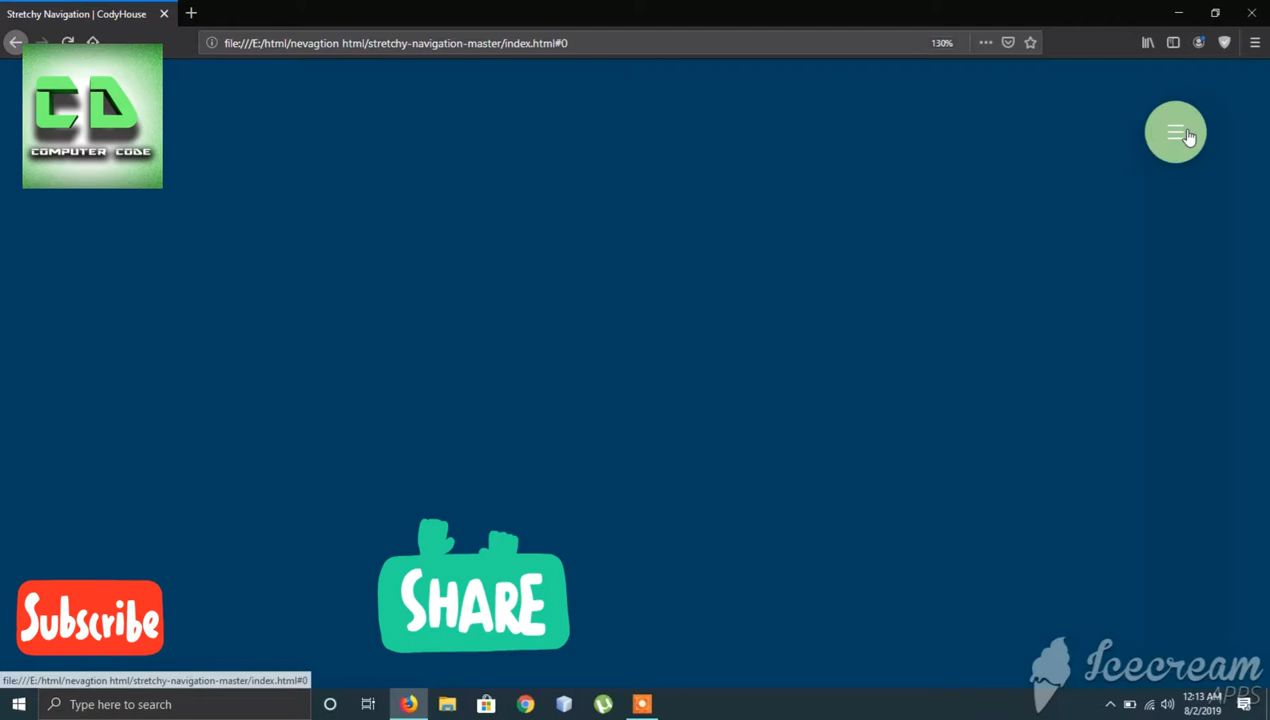 Stretchy Navigation | CodyHouse
file:///E:/html/nevagtion html/stretchy-navigation-master/index.html#0
130%
CD
COMPUTER CODE
Subscribe
SHARE
file:///E:/html/nevagtion html/stretchy-navigation-master/index.html#0
Icecream
APPS
Type here to search
12:13 AM
8/2/2019